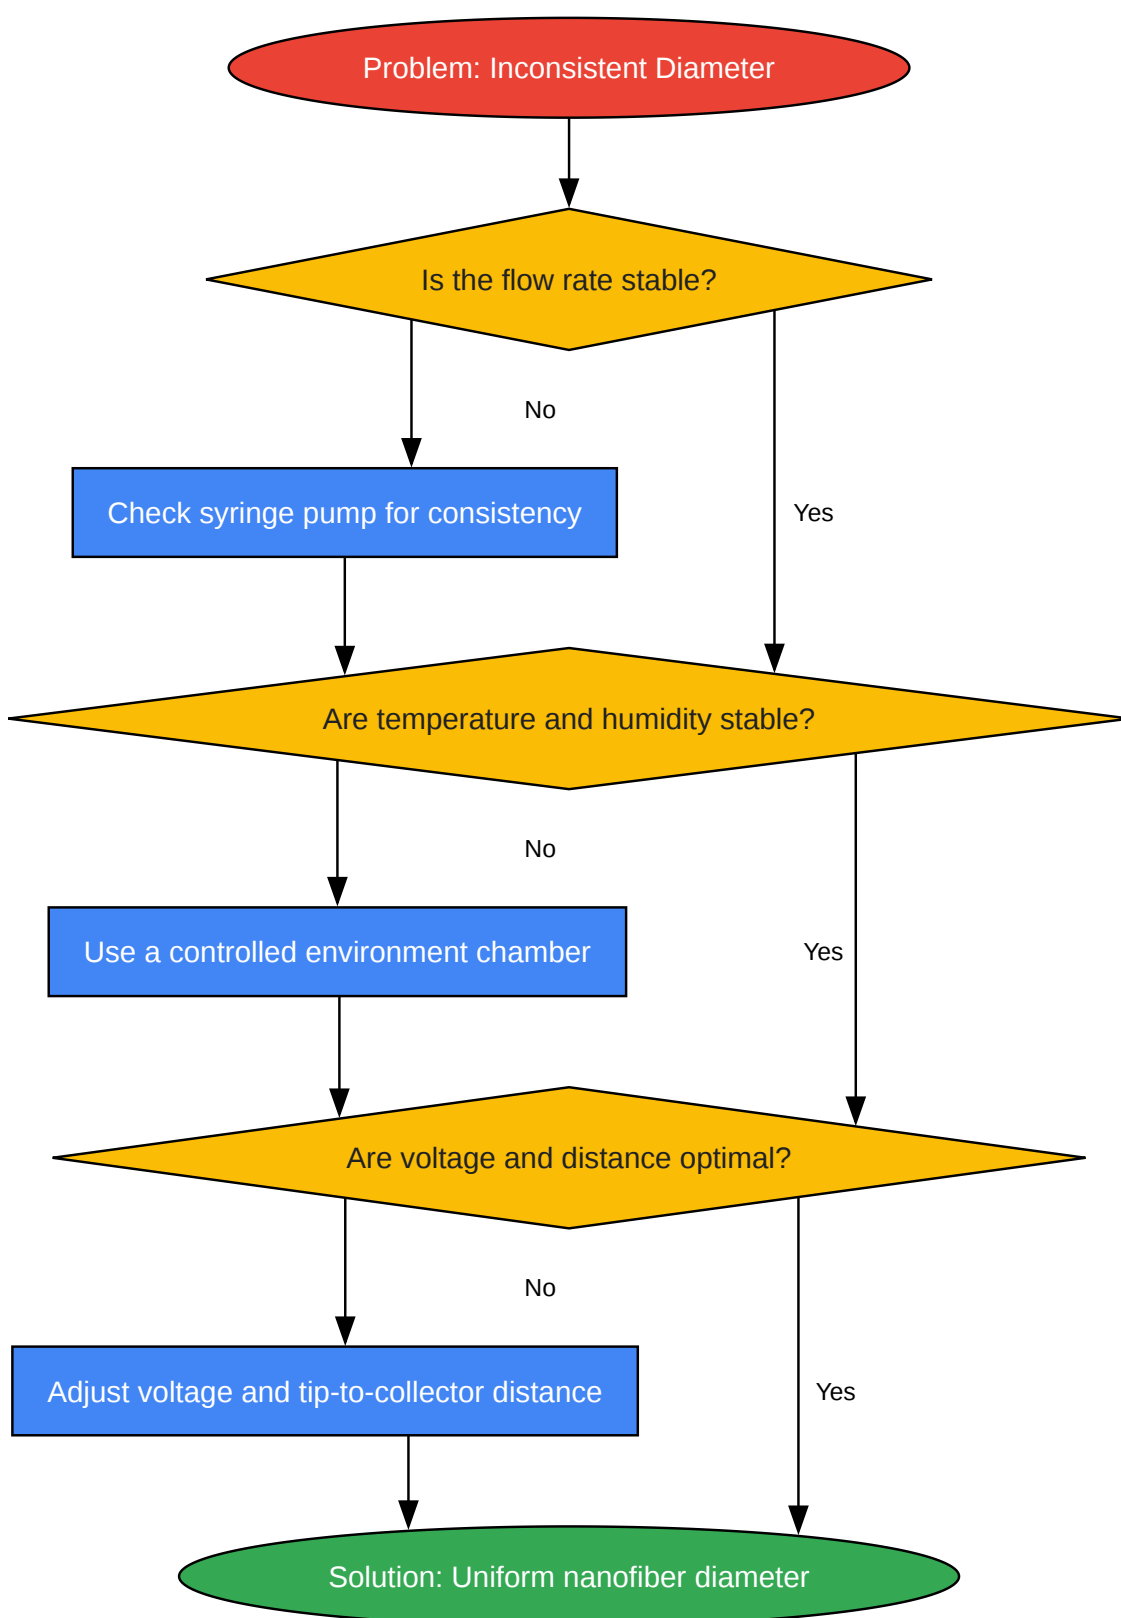 Problem: Inconsistent Diameter
Is the flow rate stable?
No
Check syringe pump for consistency
Yes
Are temperature and humidity stable?
No
Use a controlled environment chamber
Yes
Are voltage and distance optimal?
No
Adjust voltage and tip-to-collector distance
Yes
Solution: Uniform nanofiber diameter